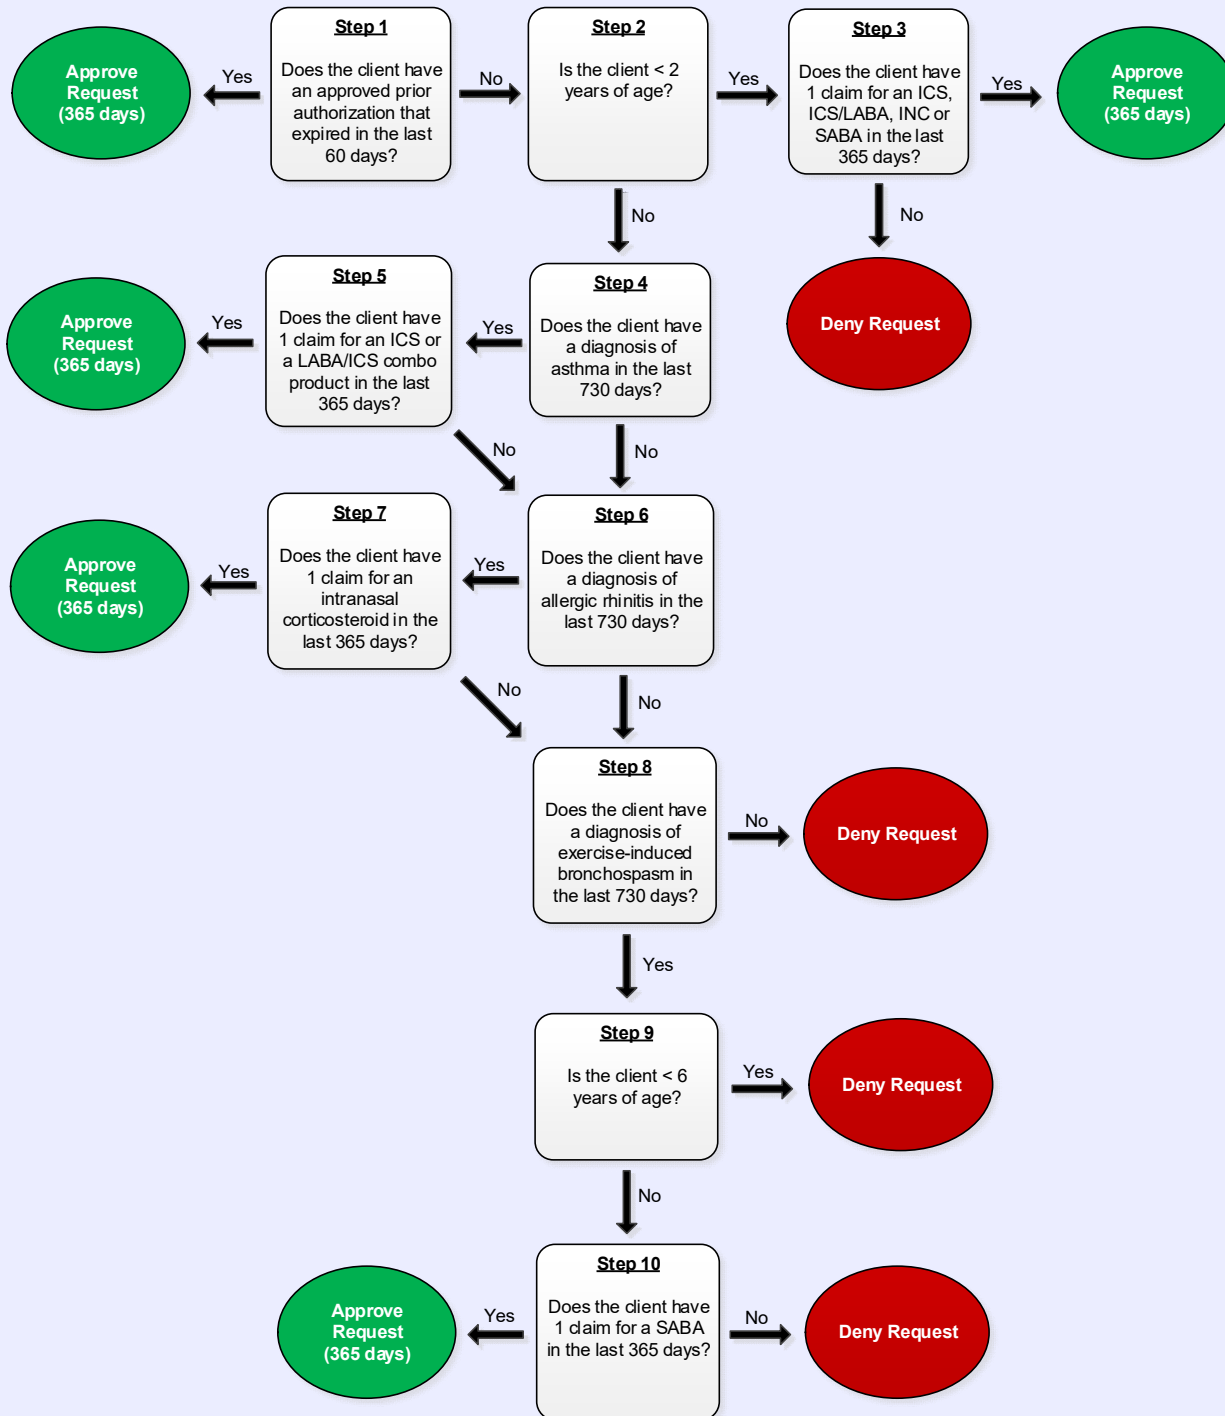 Approve
Request
(365 days)
Yes
Step 1
Does the client have
an approved prior
authorization that
expired in the last
60 days?
No
Step 2
Is the client < 2
years of age?
Yes
Step 3
Does the client have
1 claim for an ICS,
ICS/LABA, INC or
SABA in the last
365 days?
Yes
Approve
Request
(365 days)
No
No
Deny Request
Approve
Request
(365 days)
Yes
Step 5
Does the client have
1 claim for an ICS or
a LABA/ICS combo
product in the last
365 days?
Yes
Step 4
Does the client have
a diagnosis of
asthma in the last
730 days?
No
No
Approve
Request
(365 days)
Yes
Step 7
Does the client have
1 claim for an
intranasal
corticosteroid in the
last 365 days?
Yes
Step 6
Does the client have
a diagnosis of
allergic rhinitis in the
last 730 days?
No
No
Step 8
Does the client have
a diagnosis of
exercise-induced
bronchospasm in
the last 730 days?
No
Deny Request
Yes
Step 9
Is the client < 6
years of age?
Yes
Deny Request
No
Approve
Request
(365 days)
Yes
Step 10
Does the client have
1 claim for a SABA
in the last 365 days?
No
Deny Request